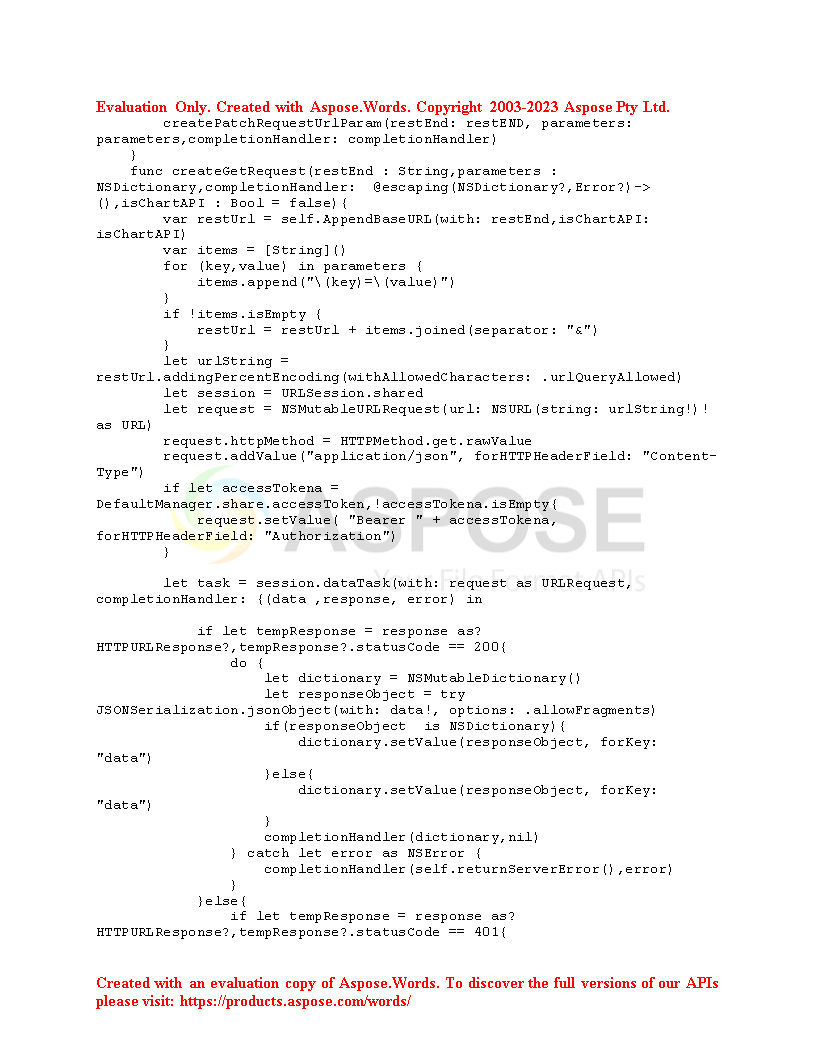 Evaluation Only. Created with Aspose.Words. Copyright 2003-2023 Aspose Pty Ltd.
        createPatchRequestUrlParam(restEnd: restEND, parameters:
parameters,completionHandler: completionHandler)
    }
    func createGetRequest(restEnd : String,parameters :
NSDictionary,completionHandler:  @escaping(NSDictionary?,Error?)->
(),isChartAPI : Bool = false){
        var restUrl = self.AppendBaseURL(with: restEnd,isChartAPI:
isChartAPI)
        var items = [String]()
        for (key,value) in parameters {
            items.append("\(key)=\(value)")
        }
        if !items.isEmpty {
            restUrl = restUrl + items.joined(separator: "&")
        }
        let urlString =
restUrl.addingPercentEncoding(withAllowedCharacters: .urlQueryAllowed)
        let session = URLSession.shared
        let request = NSMutableURLRequest(url: NSURL(string: urlString!)!
as URL)
        request.httpMethod = HTTPMethod.get.rawValue
        request.addValue("application/json", forHTTPHeaderField: "Content-
Type")
        if let accessTokena =
DefaultManager.share.accessToken,!accessTokena.isEmpty{
            request.setValue( "Bearer " + accessTokena,
forHTTPHeaderField: "Authorization")
        }
ASPOSE
Your File Format APIs
        let task = session.dataTask(with: request as URLRequest,
completionHandler: {(data ,response, error) in
            if let tempResponse = response as?
HTTPURLResponse?,tempResponse?.statusCode == 200{
                do {
                    let dictionary = NSMutableDictionary()
                    let responseObject = try
JSONSerialization.jsonObject(with: data!, options: .allowFragments)
                    if(responseObject  is NSDictionary){
                        dictionary.setValue(responseObject, forKey:
"data")
                    }else{
                        dictionary.setValue(responseObject, forKey:
"data")
                    }
                    completionHandler(dictionary,nil)
                } catch let error as NSError {
                    completionHandler(self.returnServerError(),error)
                }
            }else{
                if let tempResponse = response as?
HTTPURLResponse?,tempResponse?.statusCode == 401{
Created with an evaluation copy of Aspose.Words. To discover the full versions of our APIs
please visit: https://products.aspose.com/words/